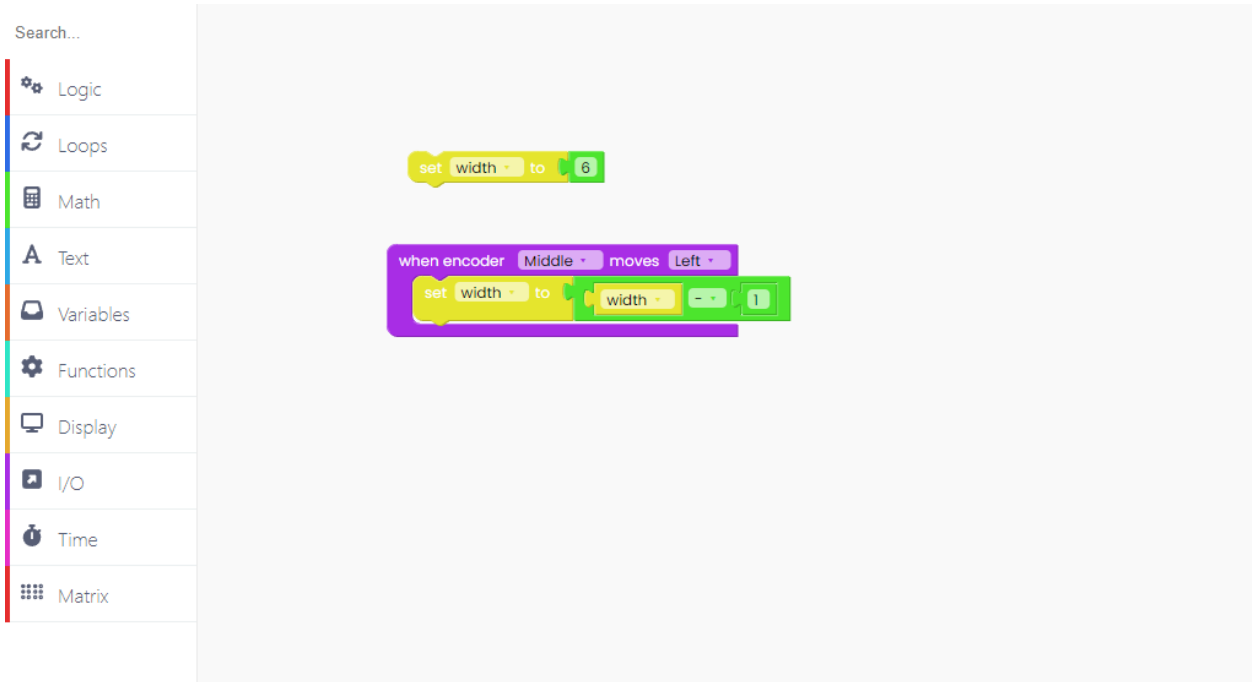 Search...
Logic
Loops
Math
Text
Variables
Functions
Display
I/O
Time
Matrix
set width to 6
when encoder Middle moves Left
set width to width - 1